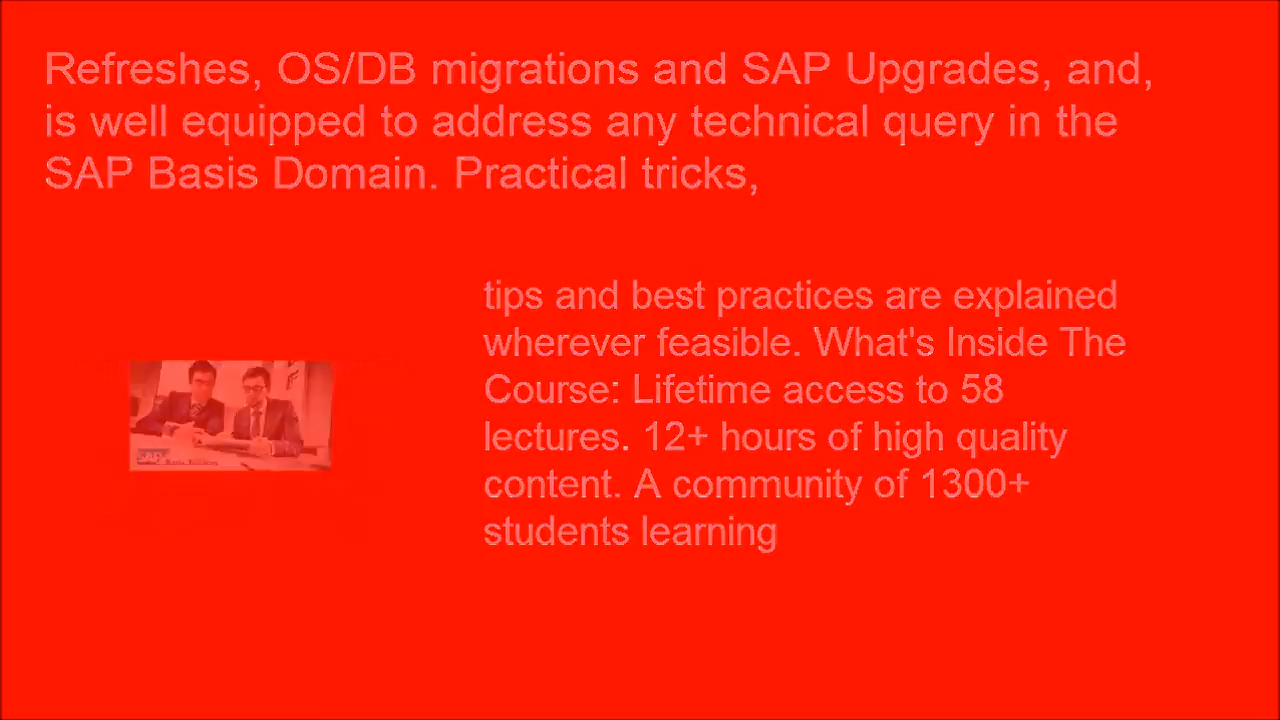 Refreshes, OS/DB migrations and SAP Upgrades, and,
is well equipped to address any technical query in the
SAP Basis Domain. Practical tricks,
tips and best practices are explained
wherever feasible. What's Inside The
Course: Lifetime access to 58
lectures. 12+ hours of high quality
content. A community of 1300+
students learning
SAP